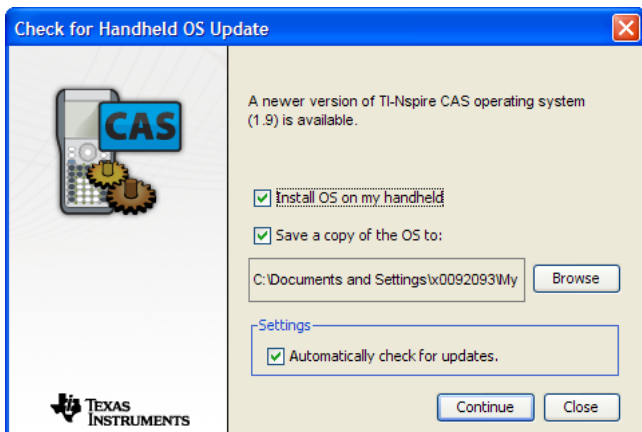 Check for Handheld OS Update
CAS
A newer version of TI-Nspire CAS operating system
(1.9) is available.
Install OS on my handheld
Save a copy of the OS to:
C:\Documents and Settings\x0092093\My
Browse
Settings
Automatically check for updates.
TEXAS
INSTRUMENTS
Continue
Close